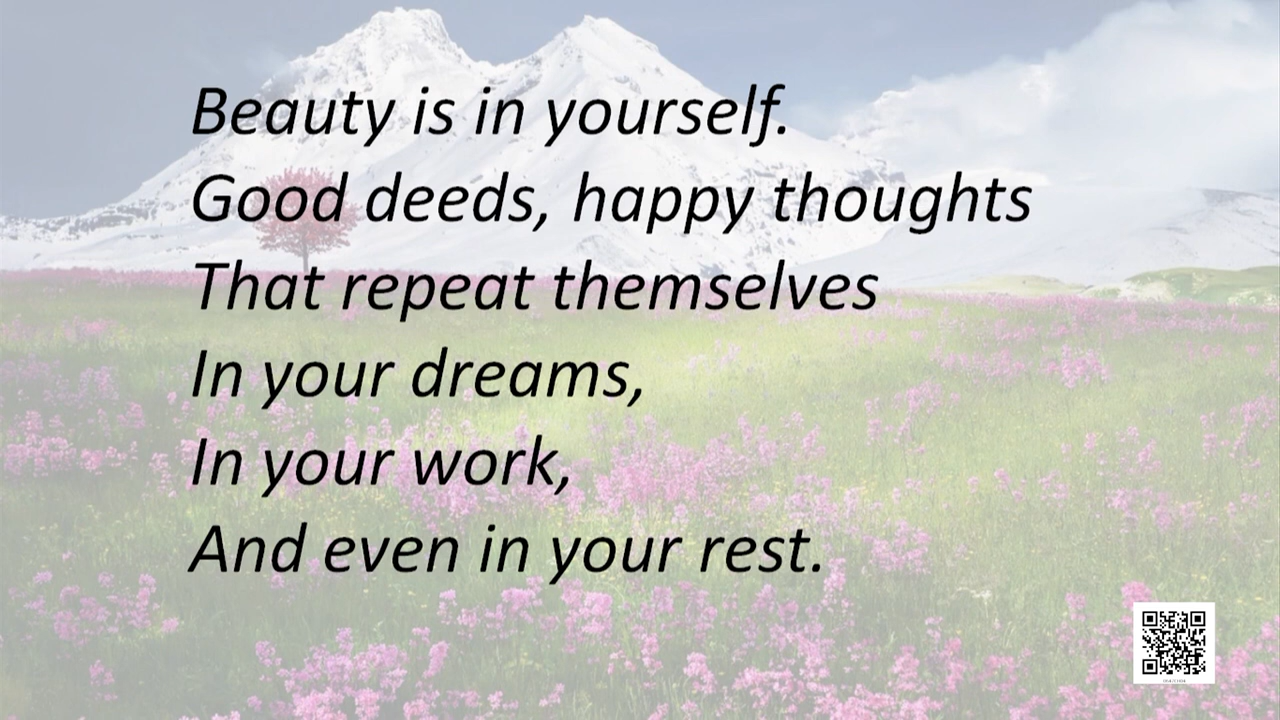 Beauty is in yourself.
Good deeds, happy thoughts
That repeat themselves
In your dreams,
In your work,
And even in your rest.